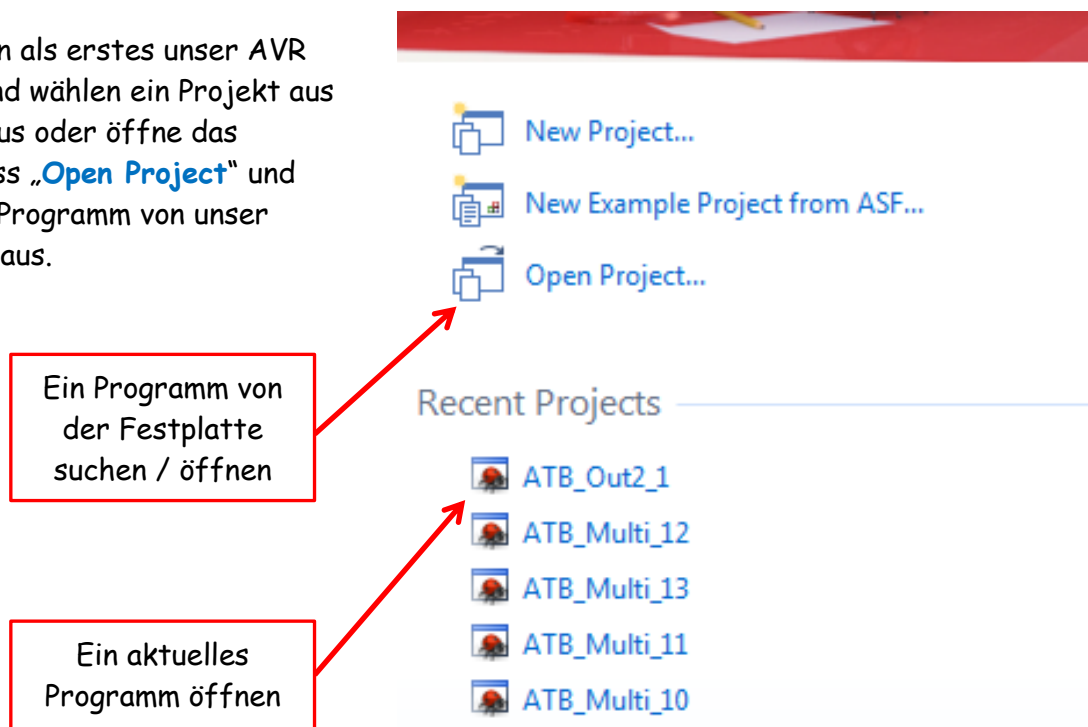 n als erstes unser AVR
nd wählen ein Projekt aus
us oder öffne das
ss „Open Project“ und
Programm von unser
aus.
New Project...
New Example Project from ASF...
Open Project...
Ein Programm von
der Festplatte
suchen / öffnen
Recent Projects
ATB_Out2_1
ATB_Multi_12
ATB_Multi_13
ATB_Multi_11
ATB_Multi_10
Ein aktuelles
Programm öffnen